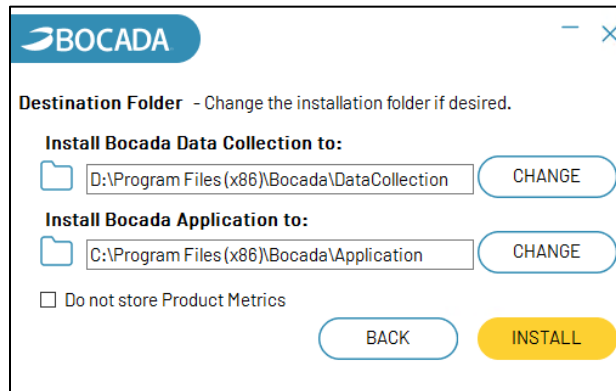 BOCADA
Destination Folder - Change the installation folder if desired.
Install Bocada Data Collection to:
D:\Program Files (x86)\Bocada\DataCollection
CHANGE
Install Bocada Application to:
C:\Program Files (x86)\Bocada\Application
CHANGE
Do not store Product Metrics
BACK
INSTALL